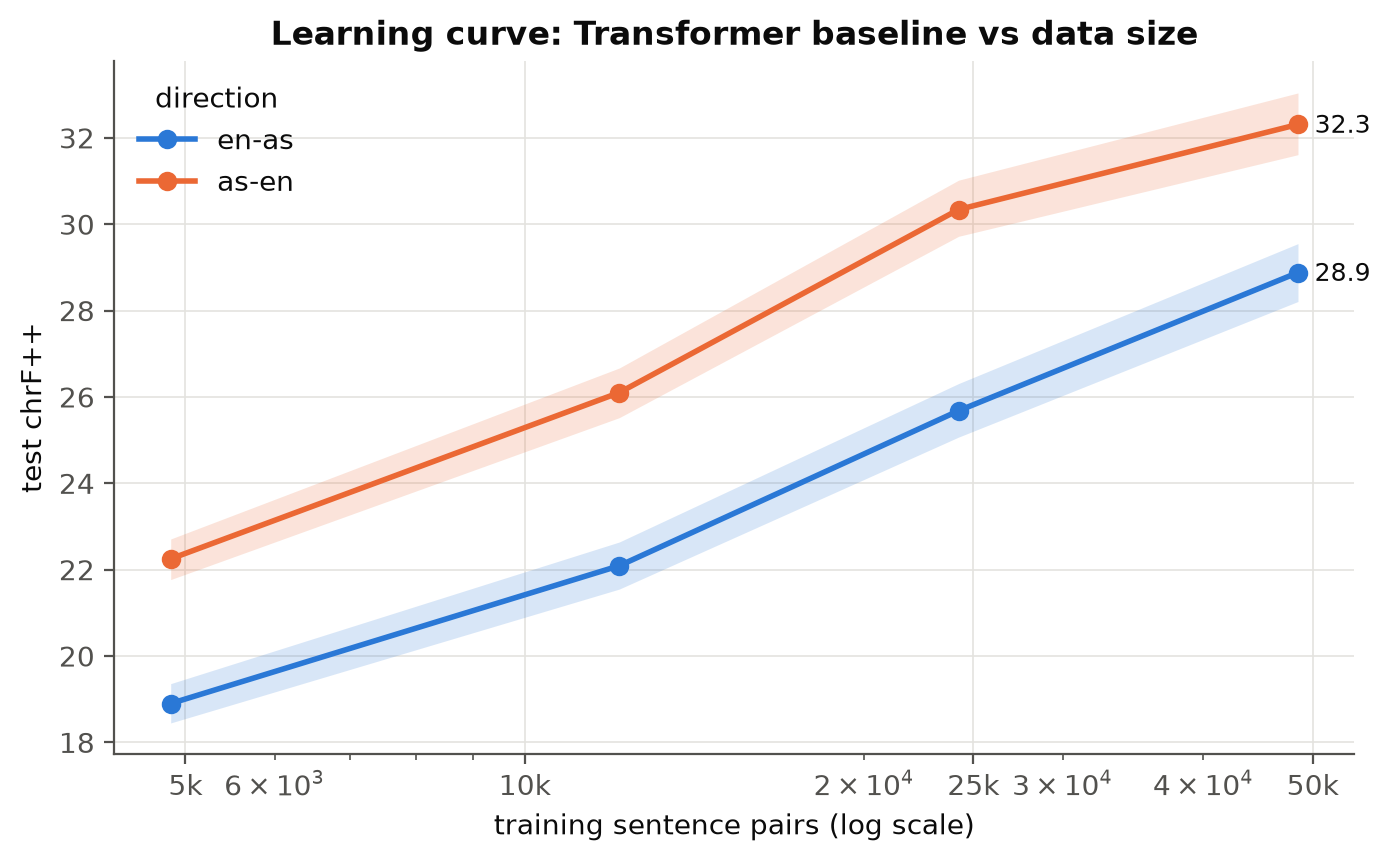 Learning curve: Transformer baseline vs data size
direction
en-as
as-en
32.3
28.9
test chrF++
32
30
28
26
24
22
20
18
5k 6 × 10³ 10k 2 × 10⁴ 25k 3 × 10⁴ 4 × 10⁴ 50k
training sentence pairs (log scale)